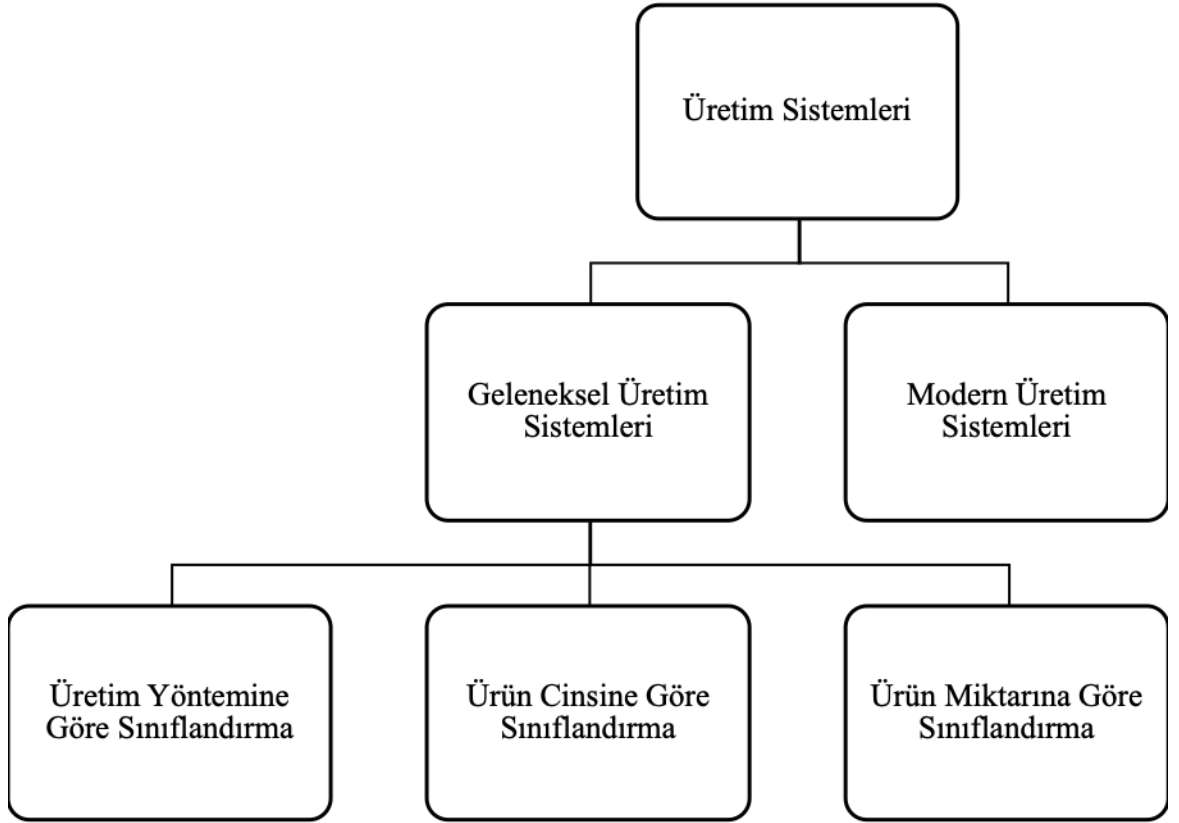 Üretim Sistemleri
Geleneksel Üretim
Sistemleri
Modern Üretim
Sistemleri
Üretim Yöntemine
Göre Sınıflandırma
Ürün Cinsine Göre
Sınıflandırma
Ürün Miktarına Göre
Sınıflandırma